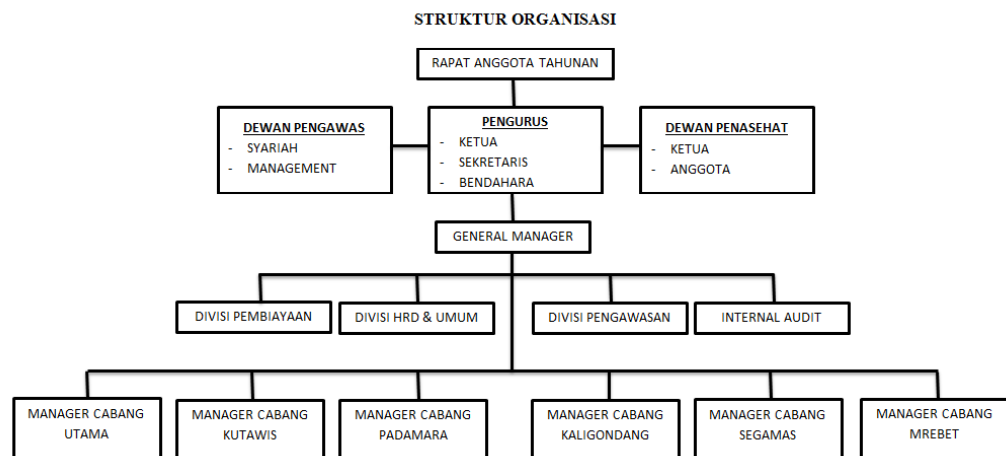 STRUKTUR ORGANISASI
RAPAT ANGGOTA TAHUNAN
DEWAN PENGAWAS
- SYARIAH
- MANAGEMENT
PENGURUS
- KETUA
- SEKRETARIS
- BENDAHARA
DEWAN PENASEHAT
- KETUA
- ANGGOTA
GENERAL MANAGER
DIVISI PEMBIAYAAN
DIVISI HRD & UMUM
DIVISI PENGAWASAN
INTERNAL AUDIT
MANAGER CABANG
UTAMA
MANAGER CABANG
KUTAWIS
MANAGER CABANG
PADAMARA
MANAGER CABANG
KALIGONDANG
MANAGER CABANG
SEGAMAS
MANAGER CABANG
MREBET